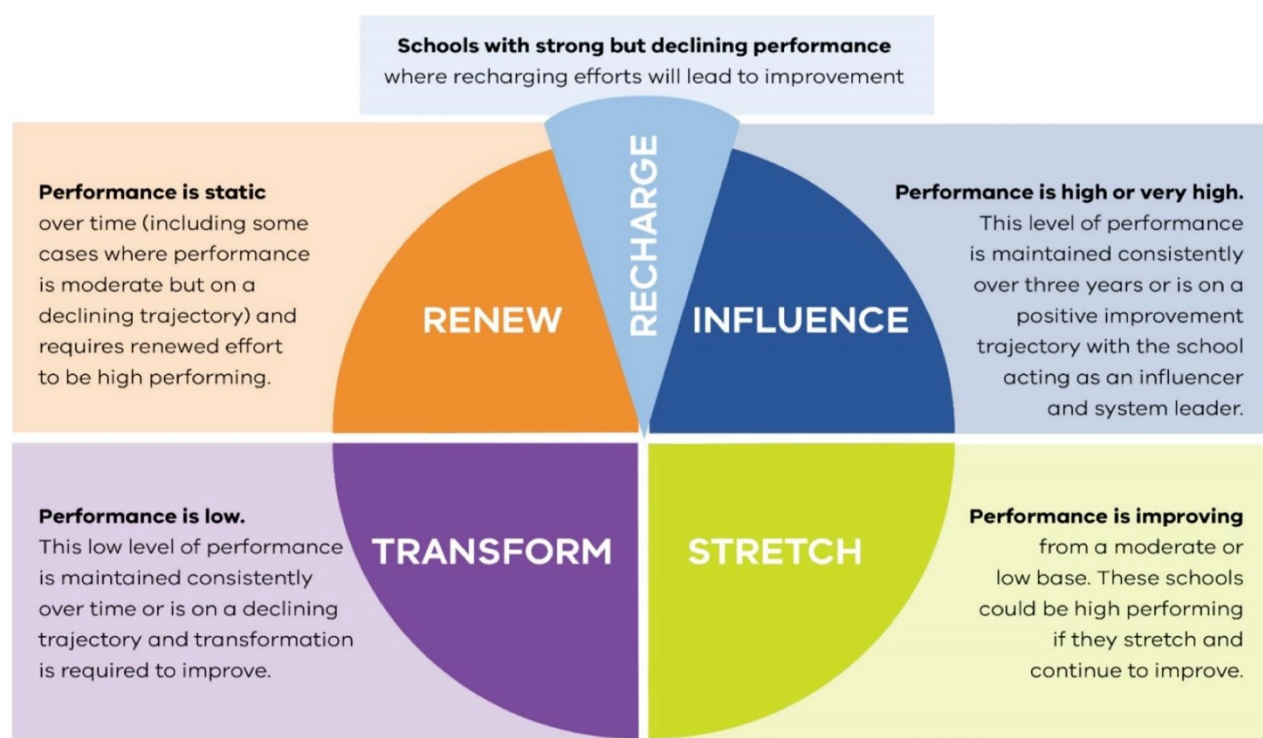 Schools with strong but declining performance
where recharging efforts will lead to improvement
Performance is static
over time (including some
cases where performance
is moderate but on a
declining trajectory) and
requires renewed effort
to be high performing.
RENEW
RECHARGE
INFLUENCE
Performance is high or very high.
This level of performance
is maintained consistently
over three years or is on a
positive improvement
trajectory with the school
acting as an influencer
and system leader.
Performance is low.
This low level of performance
is maintained consistently
over time or is on a declining
trajectory and transformation
is required to improve.
TRANSFORM
STRETCH
Performance is improving
from a moderate or
low base. These schools
could be high performing
if they stretch and
continue to improve.